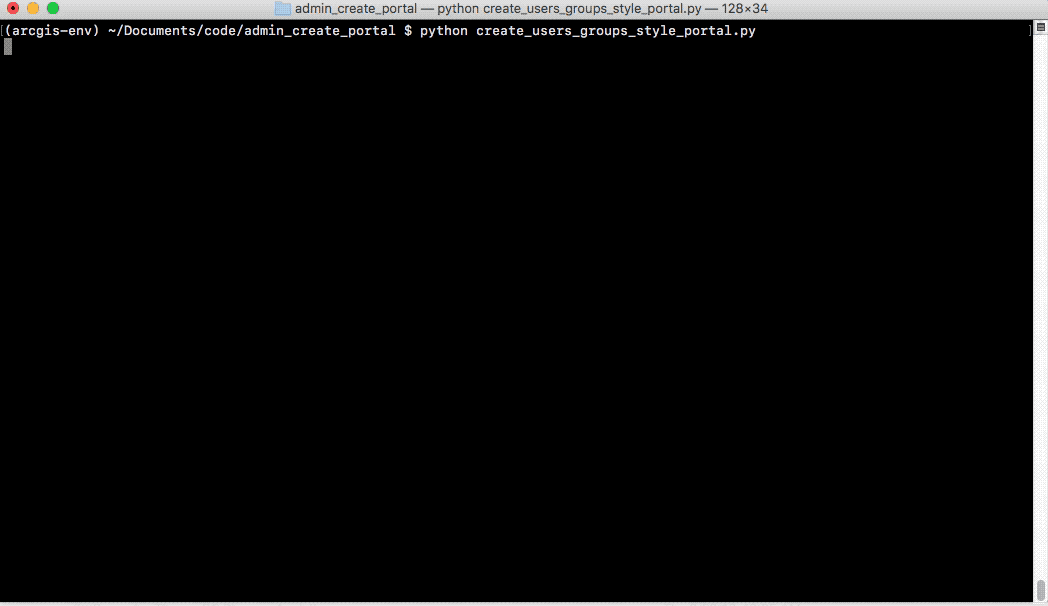 admin_create_portal — python create_users_groups_style_portal.py — 128×34
[(arcgis-env) ~/Documents/code/admin_create_portal $ python create_users_groups_style_portal.py ]